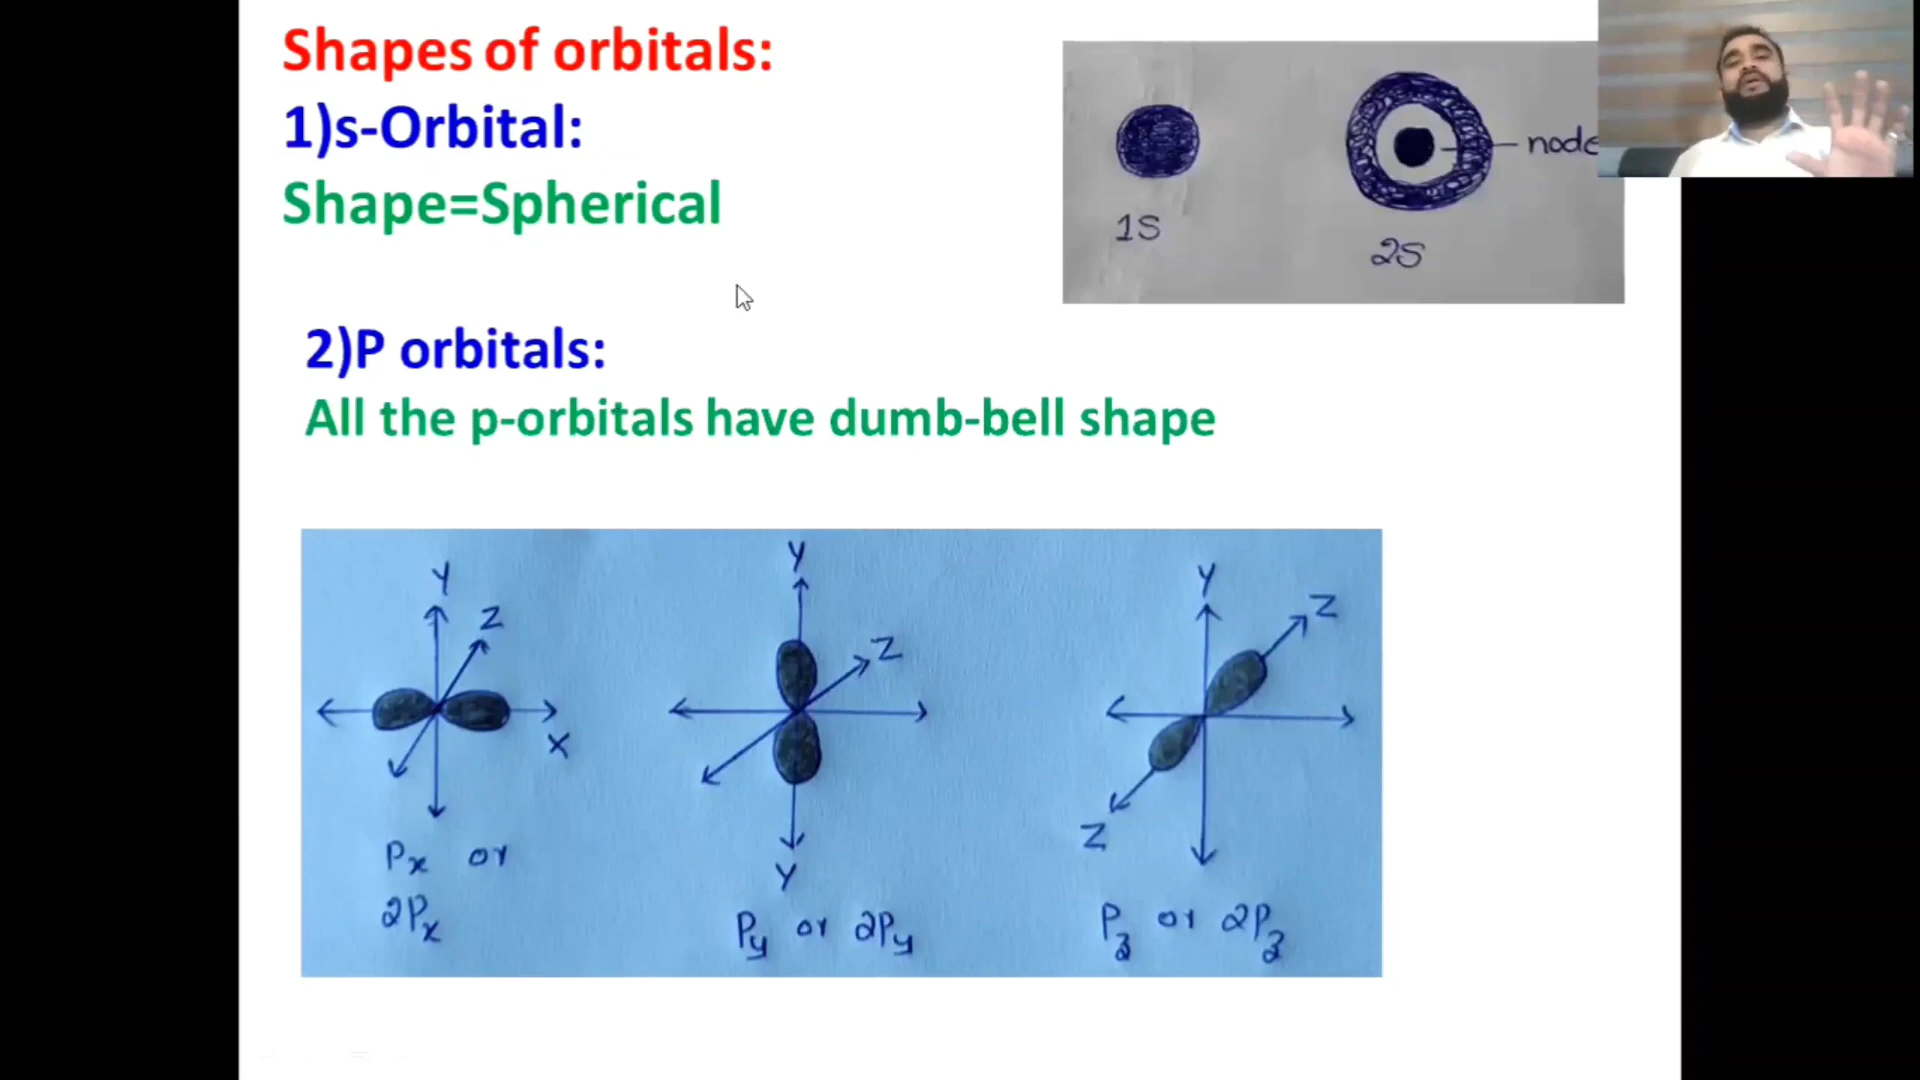 Shapes of orbitals:
1)s-Orbital:
Shape=Spherical
node
1S
2S
2)P orbitals:
All the p-orbitals have dumb-bell shape
Y
Z
X
Px or
2Px
Y
Z
Y
Py or 2Py
Y
Z
Z
Pz or 2Pz